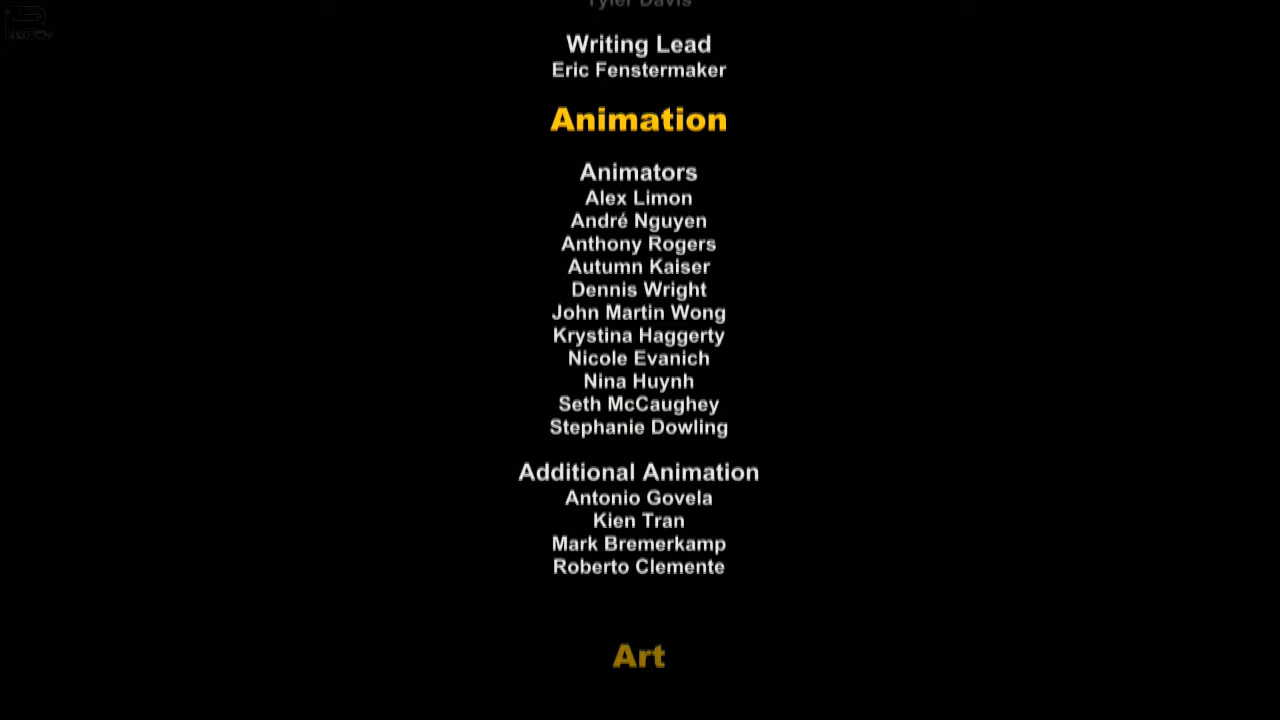 Tyler Davis
Writing Lead
Eric Fenstermaker
Animation
Animators
Alex Limon
André Nguyen
Anthony Rogers
Autumn Kaiser
Dennis Wright
John Martin Wong
Krystina Haggerty
Nicole Evanich
Nina Huynh
Seth McCaughey
Stephanie Dowling
Additional Animation
Antonio Govela
Kien Tran
Mark Bremerkamp
Roberto Clemente
Art